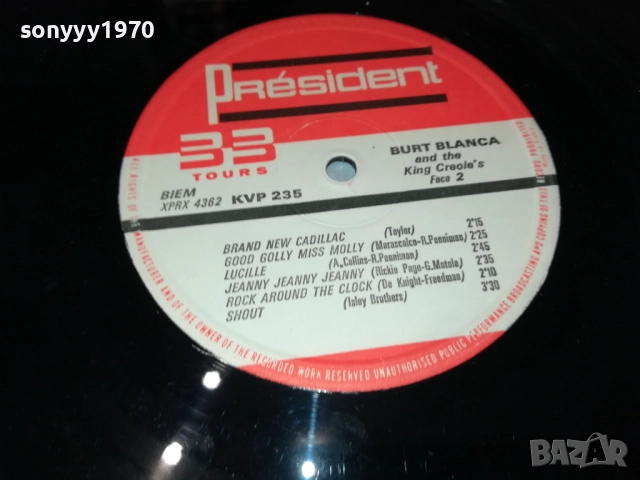 sonyyy1970
Président
33
TOURS
BURT BLANCA
and the
King Creole's
Face 2
BIEM
XPRX 4362 KVP 235
BRAND NEW CADILLAC (Taylor) 2'15
GOOD GOLLY MISS MOLLY (Marascalco-R.Penniman) 2'25
LUCILLE (A.Collins-R.Penniman) 2'45
JEANNY JEANNY JEANNY (Rickie Page-G.Motola) 2'35
ROCK AROUND THE CLOCK (De Knight-Freedman) 2'10
SHOUT (Isley Brothers) 3'30
ALL RIGHTS OF THE MANUFACTURER AND OF THE OWNER OF THE RECORDED WORK RESERVED UNAUTHORISED PUBLIC PERFORMANCE BROADCASTING AND COPYING OF
BAZAR